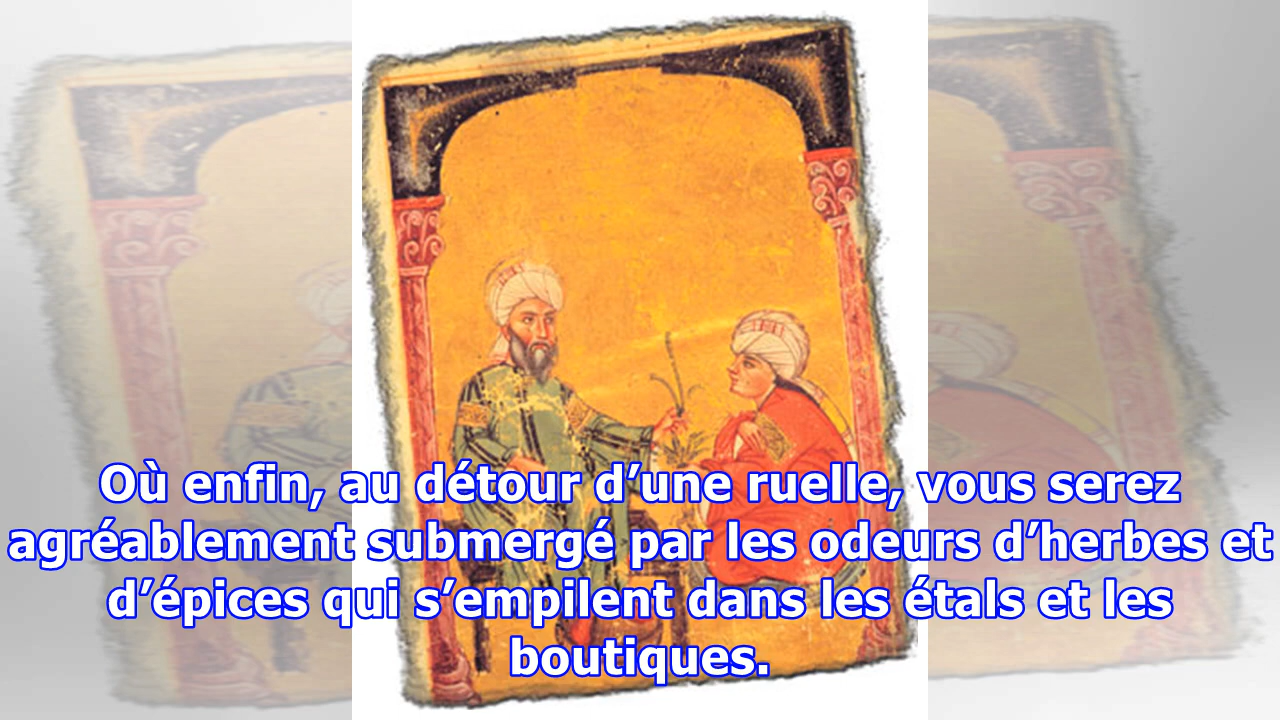 Où enfin, au détour d’une ruelle, vous serez
agréablement submergé par les odeurs d’herbes et
d’épices qui s’empilent dans les étals et les
boutiques.